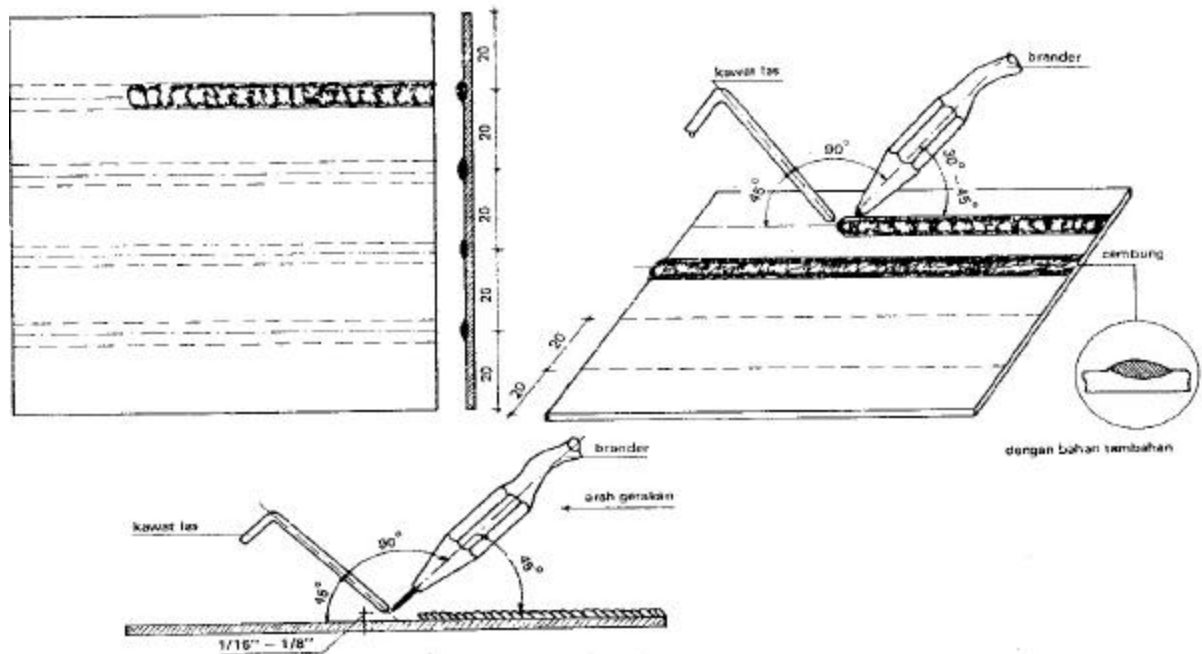 20
20
20
20
20
kawat las
brander
90°
45°
30° - 45°
cembung
20
20
dengan bahan tambahan
brander
arah gerakan
kawat las
90°
45°
45°
1/16" - 1/8"